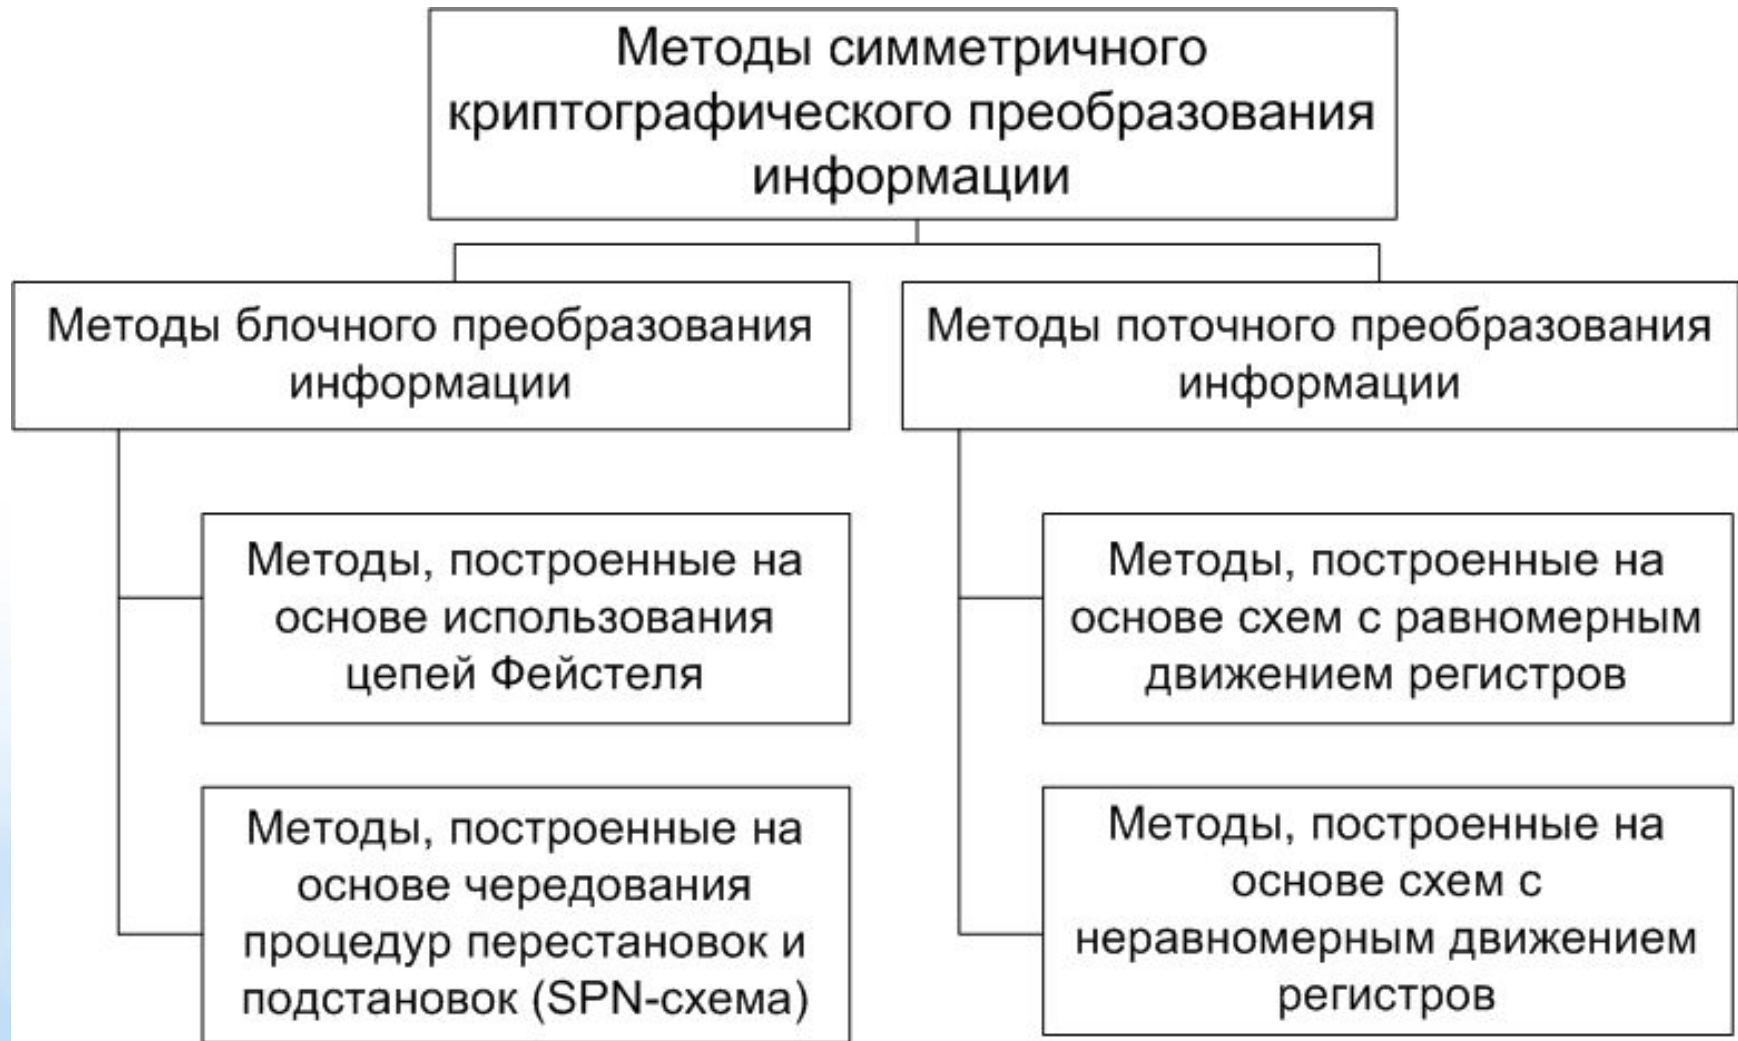 Методы симметричного
криптографического преобразования
информации
Методы блочного преобразования
информации
Методы поточного преобразования
информации
Методы, построенные на
основе использования
цепей Фейстеля
Методы, построенные на
основе схем с равномерным
движением регистров
Методы, построенные на
основе чередования
процедур перестановок и
подстановок (SPN-схема)
Методы, построенные на
основе схем с
неравномерным движением
регистров